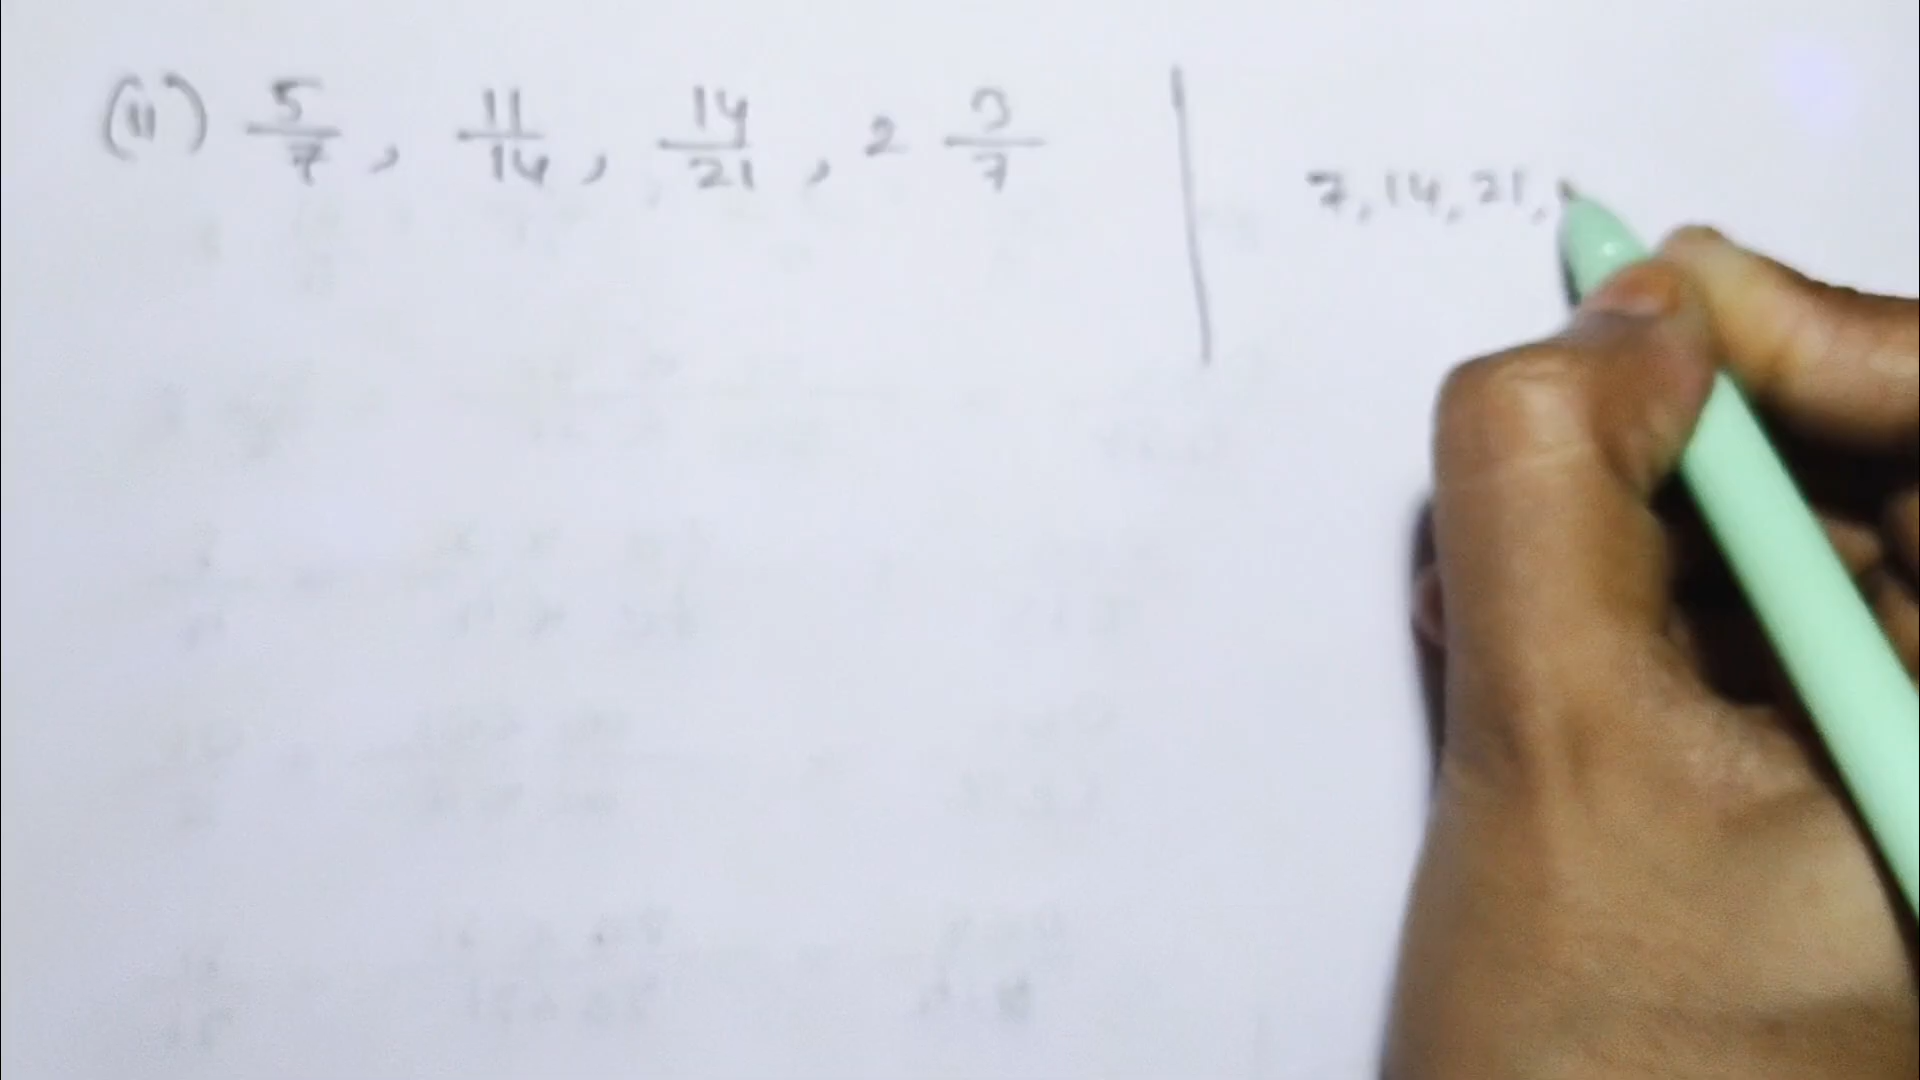 (ii) 5/7, 11/14, 14/21, 2 3/7
7, 14, 21,